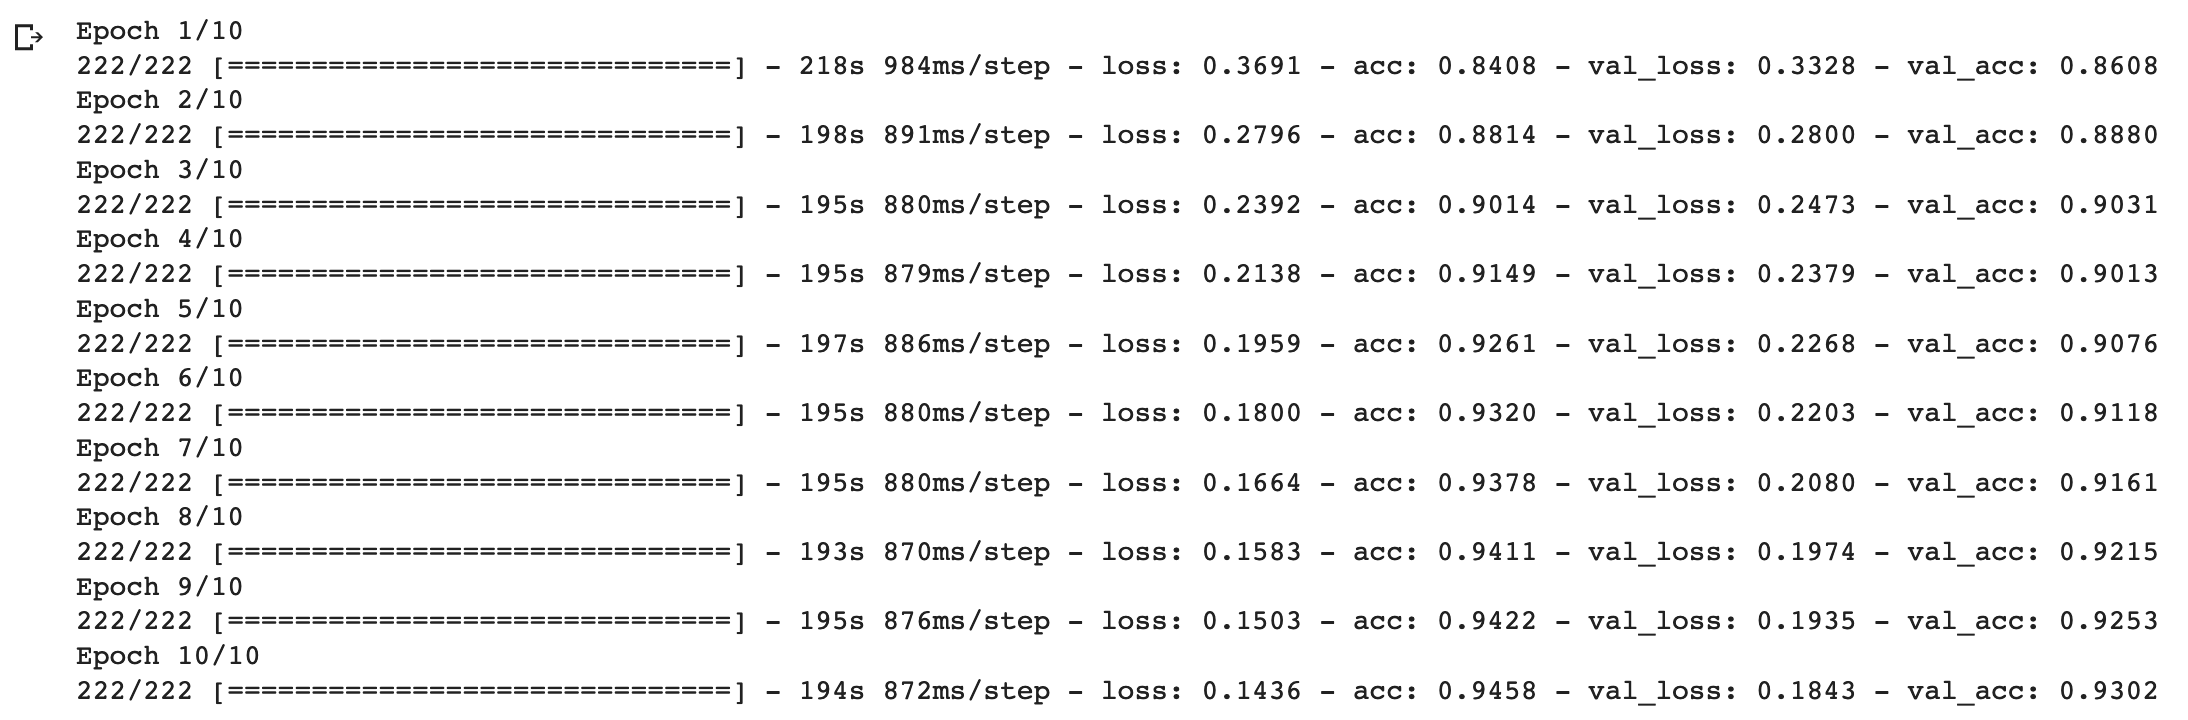 Epoch 1/10
222/222 [==============================] - 218s 984ms/step - loss: 0.3691 - acc: 0.8408 - val_loss: 0.3328 - val_acc: 0.8608
Epoch 2/10
222/222 [==============================] - 198s 891ms/step - loss: 0.2796 - acc: 0.8814 - val_loss: 0.2800 - val_acc: 0.8880
Epoch 3/10
222/222 [==============================] - 195s 880ms/step - loss: 0.2392 - acc: 0.9014 - val_loss: 0.2473 - val_acc: 0.9031
Epoch 4/10
222/222 [==============================] - 195s 879ms/step - loss: 0.2138 - acc: 0.9149 - val_loss: 0.2379 - val_acc: 0.9013
Epoch 5/10
222/222 [==============================] - 197s 886ms/step - loss: 0.1959 - acc: 0.9261 - val_loss: 0.2268 - val_acc: 0.9076
Epoch 6/10
222/222 [==============================] - 195s 880ms/step - loss: 0.1800 - acc: 0.9320 - val_loss: 0.2203 - val_acc: 0.9118
Epoch 7/10
222/222 [==============================] - 195s 880ms/step - loss: 0.1664 - acc: 0.9378 - val_loss: 0.2080 - val_acc: 0.9161
Epoch 8/10
222/222 [==============================] - 193s 870ms/step - loss: 0.1583 - acc: 0.9411 - val_loss: 0.1974 - val_acc: 0.9215
Epoch 9/10
222/222 [==============================] - 195s 876ms/step - loss: 0.1503 - acc: 0.9422 - val_loss: 0.1935 - val_acc: 0.9253
Epoch 10/10
222/222 [==============================] - 194s 872ms/step - loss: 0.1436 - acc: 0.9458 - val_loss: 0.1843 - val_acc: 0.9302